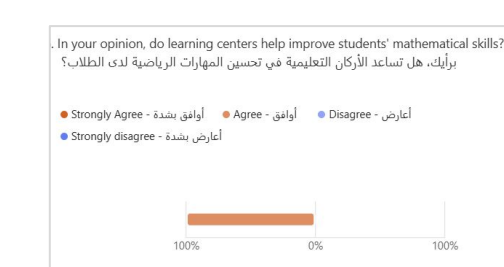 . In your opinion, do learning centers help improve students' mathematical skills?
برأيك، هل تساعد الأركان التعليمية في تحسين المهارات الرياضية لدى الطلاب؟
Strongly Agree - أوافق بشدة Agree - أوافق Disagree - أعارض
Strongly disagree - أعارض بشدة
100% 0% 100%